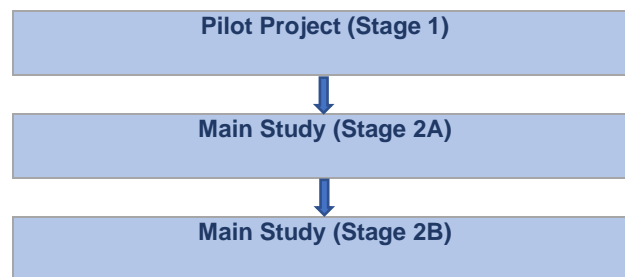 Pilot Project (Stage 1)
Main Study (Stage 2A)
Main Study (Stage 2B)